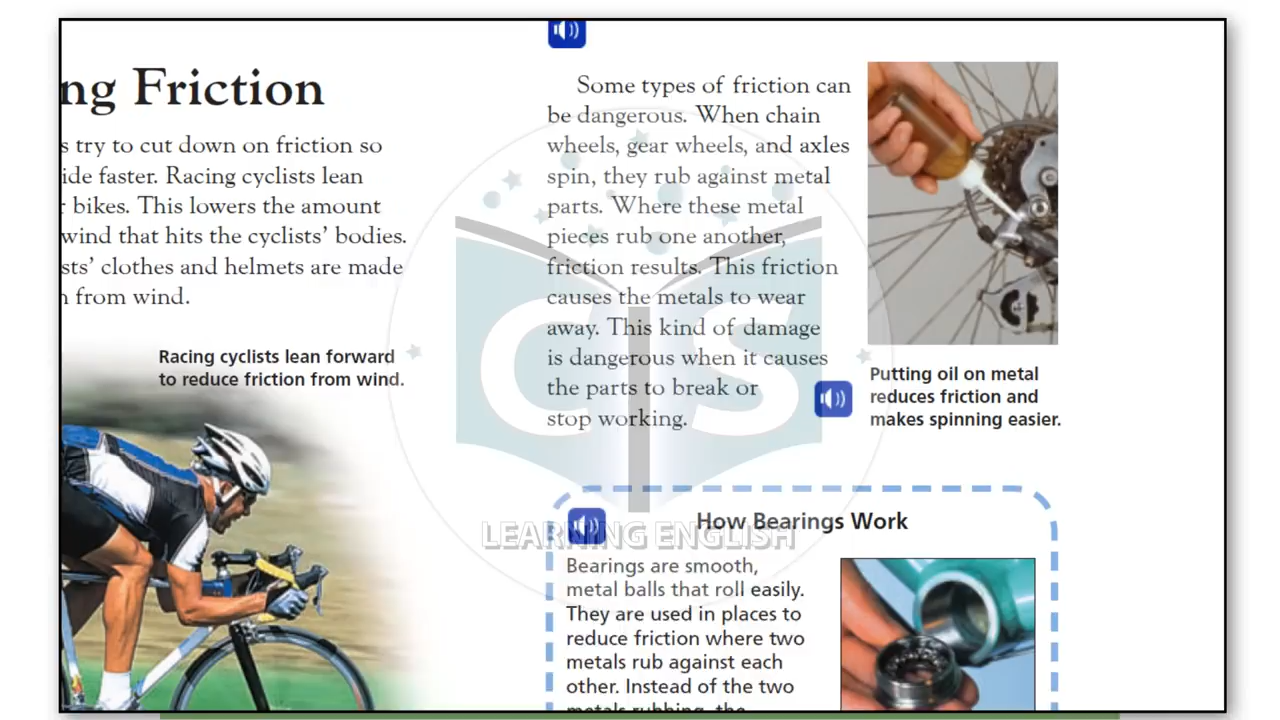 ng Friction
s try to cut down on friction so
ide faster. Racing cyclists lean
r bikes. This lowers the amount
wind that hits the cyclists’ bodies.
sts’ clothes and helmets are made
n from wind.
Racing cyclists lean forward
to reduce friction from wind.
Some types of friction can
be dangerous. When chain
wheels, gear wheels, and axles
spin, they rub against metal
parts. Where these metal
pieces rub one another,
friction results. This friction
causes the metals to wear
away. This kind of damage
is dangerous when it causes
the parts to break or
stop working.
Putting oil on metal
reduces friction and
makes spinning easier.
CIS
LEARNING ENGLISH
How Bearings Work
Bearings are smooth,
metal balls that roll easily.
They are used in places to
reduce friction where two
metals rub against each
other. Instead of the two
metals rubbing, the